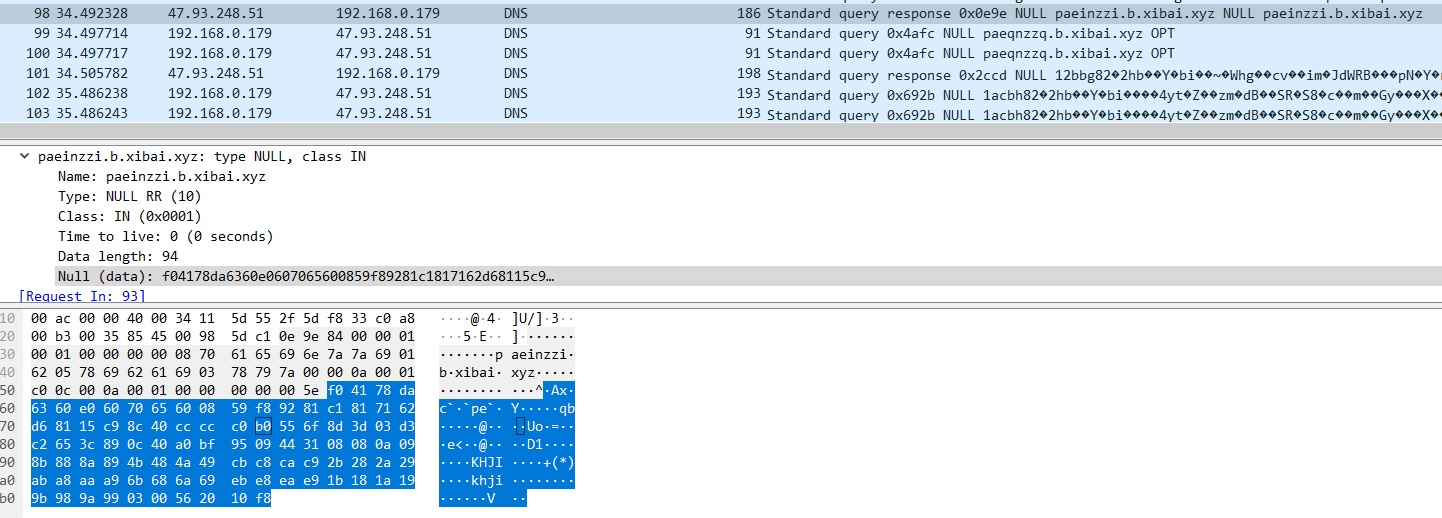 98 34.492328 47.93.248.51 192.168.0.179 DNS 186 Standard query response 0x0e9e NULL paeinzzi.b.xibai.xyz NULL paeinzzi.b.xibai.xyz
99 34.497714 192.168.0.179 47.93.248.51 DNS 91 Standard query 0x4afc NULL paeqnzzq.b.xibai.xyz OPT
100 34.497717 192.168.0.179 47.93.248.51 DNS 91 Standard query 0x4afc NULL paeqnzzq.b.xibai.xyz OPT
101 34.505782 47.93.248.51 192.168.0.179 DNS 198 Standard query response 0x2ccd NULL 12bbg82�2hb��Y�bi��~�Whg��cv��im�JdWRB���pN�Y�
102 35.486238 192.168.0.179 47.93.248.51 DNS 193 Standard query 0x692b NULL 1acbh82�2hb��Y�bi����4yt�Z��zm�dB��SR�S8�c��m��Gy���X�
103 35.486243 192.168.0.179 47.93.248.51 DNS 193 Standard query 0x692b NULL 1acbh82�2hb��Y�bi����4yt�Z��zm�dB��SR�S8�c��m��Gy���X�
paeinzzi.b.xibai.xyz: type NULL, class IN
Name: paeinzzi.b.xibai.xyz
Type: NULL RR (10)
Class: IN (0x0001)
Time to live: 0 (0 seconds)
Data length: 94
Null (data): f04178da6360e0607065600859f89281c1817162d68115c9…
[Request In: 93]
10 00 ac 00 00 40 00 34 11 5d 55 2f 5d f8 33 c0 a8 ····@·4· ]U/]·3··
20 00 b3 00 35 85 45 00 98 5d c1 0e 9e 84 00 00 01 ···5·E·· ]·······
30 00 01 00 00 00 00 08 70 61 65 69 6e 7a 7a 69 01 ·······p aeinzzi·
40 62 05 78 69 62 61 69 03 78 79 7a 00 00 0a 00 01 b·xibai· xyz·····
50 c0 0c 00 0a 00 01 00 00 00 00 00 5e f0 41 78 da ········ ···^·Ax·
60 63 60 e0 60 70 65 60 08 59 f8 92 81 c1 81 71 62 c`·`pe`· Y·····qb
70 d6 81 15 c9 8c 40 cc cc c0 b0 55 6f 8d 3d 03 d3 ·····@·· ··Uo·=··
80 c2 65 3c 89 0c 40 a0 bf 95 09 44 31 08 08 0a 09 ·e<··@·· ··D1····
90 8b 88 8a 89 4b 48 4a 49 cb c8 ca c9 2b 28 2a 29 ····KHJI ····+(*)
a0 ab a8 aa a9 6b 68 6a 69 eb e8 ea e9 1b 18 1a 19 ····khji ········
b0 9b 98 9a 99 03 00 56 20 10 f8 ······V ··